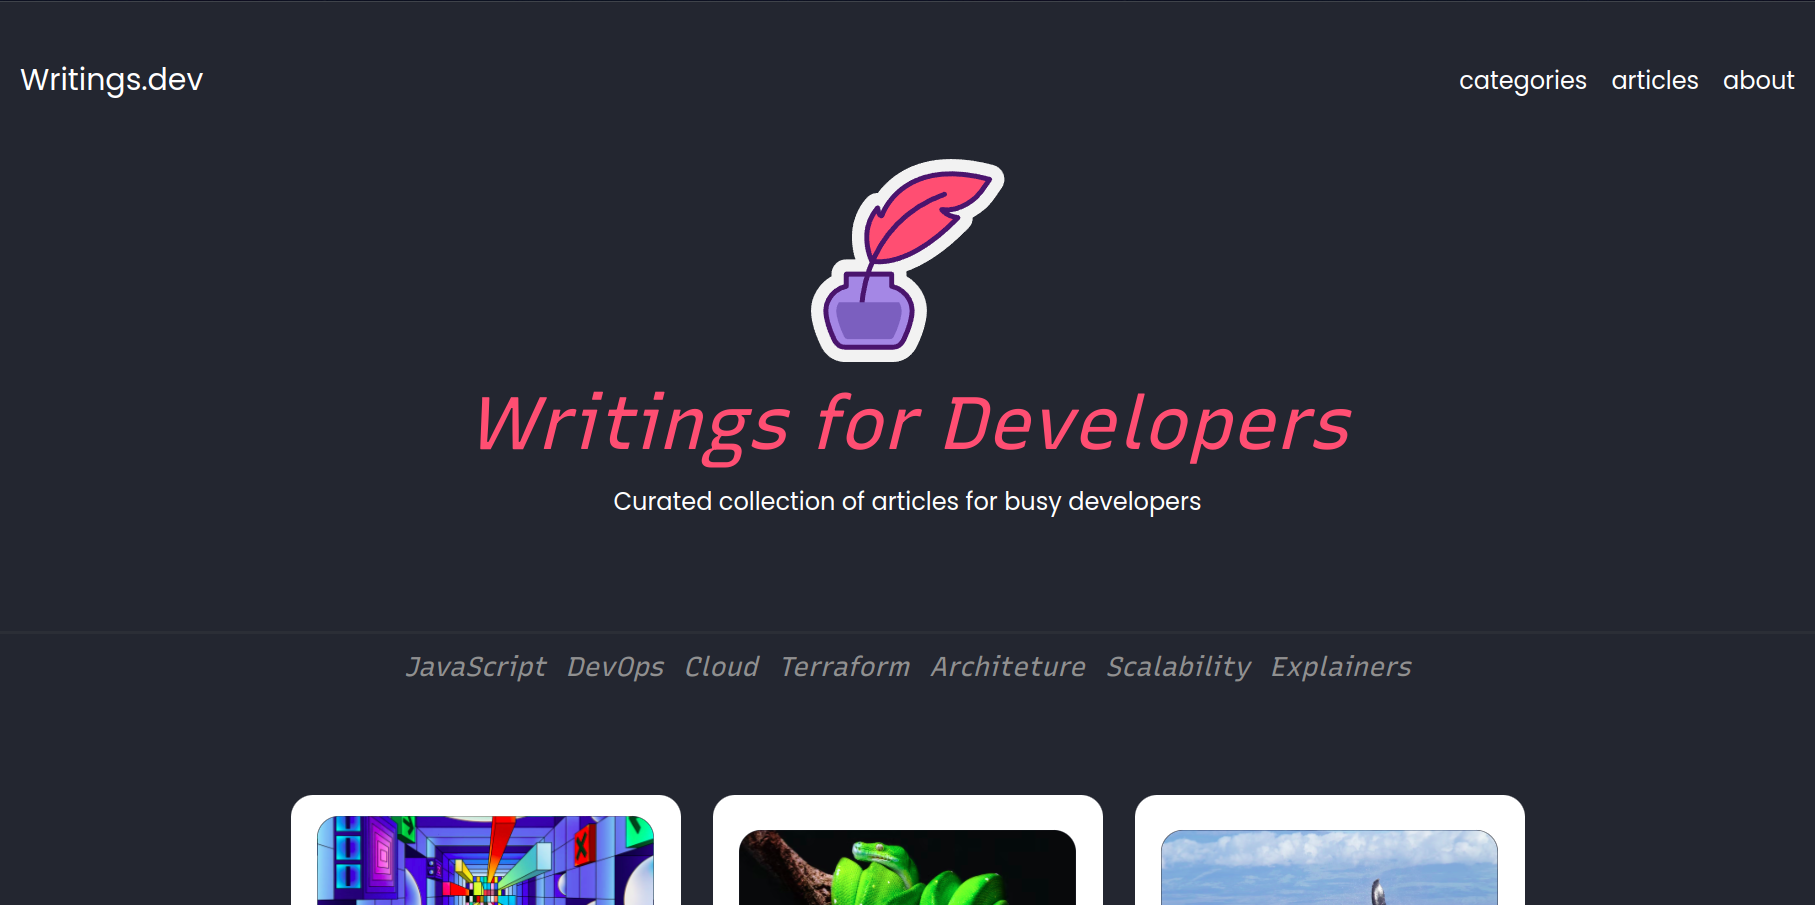 Writings.dev
categories articles about
Writings for Developers
Curated collection of articles for busy developers
JavaScript DevOps Cloud Terraform Architeture Scalability Explainers